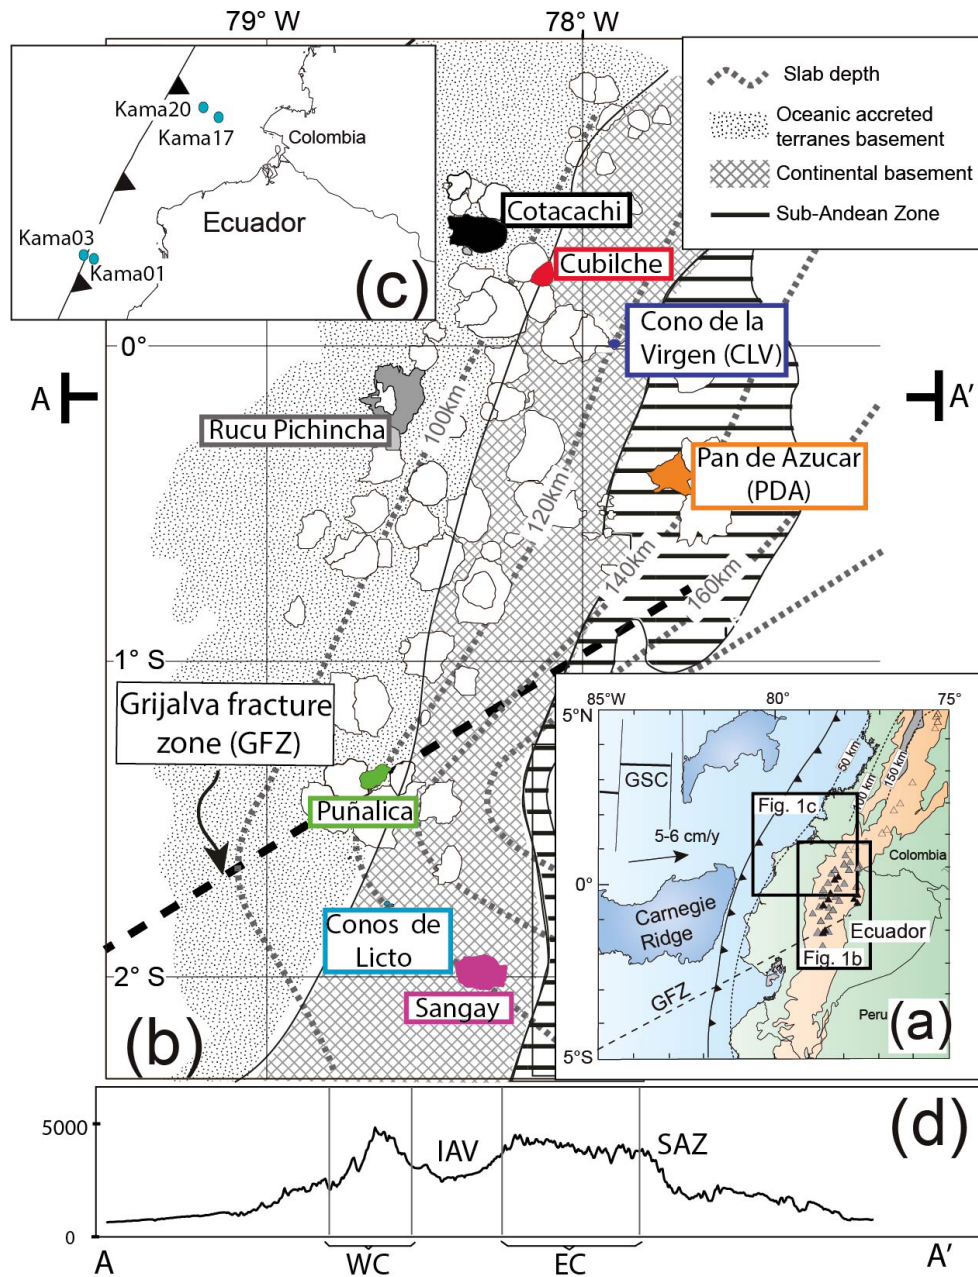 79° W
78° W
Kama20
Kama17
Colombia
Ecuador
Kama03
Kama01
(c)
Slab depth
Oceanic accreted
terranes basement
Continental basement
Sub-Andean Zone
Cotacachi
Cubilche
Cono de la
Virgen (CLV)
0°
A
A’
Rucu Pichincha
100km
Pan de Azucar
(PDA)
120km
140km
160km
1° S
Grijalva fracture
zone (GFZ)
Puñalica
Conos de
Licto
2° S
Sangay
(b)
85°W
80°
75°
5°N
GSC
50 km
100 km
150 km
Fig. 1c
5-6 cm/y
Colombia
0°
Carnegie
Ridge
Ecuador
Fig. 1b
GFZ
Peru
(a)
5°S
(d)
5000
IAV
SAZ
0
A
WC
EC
A’